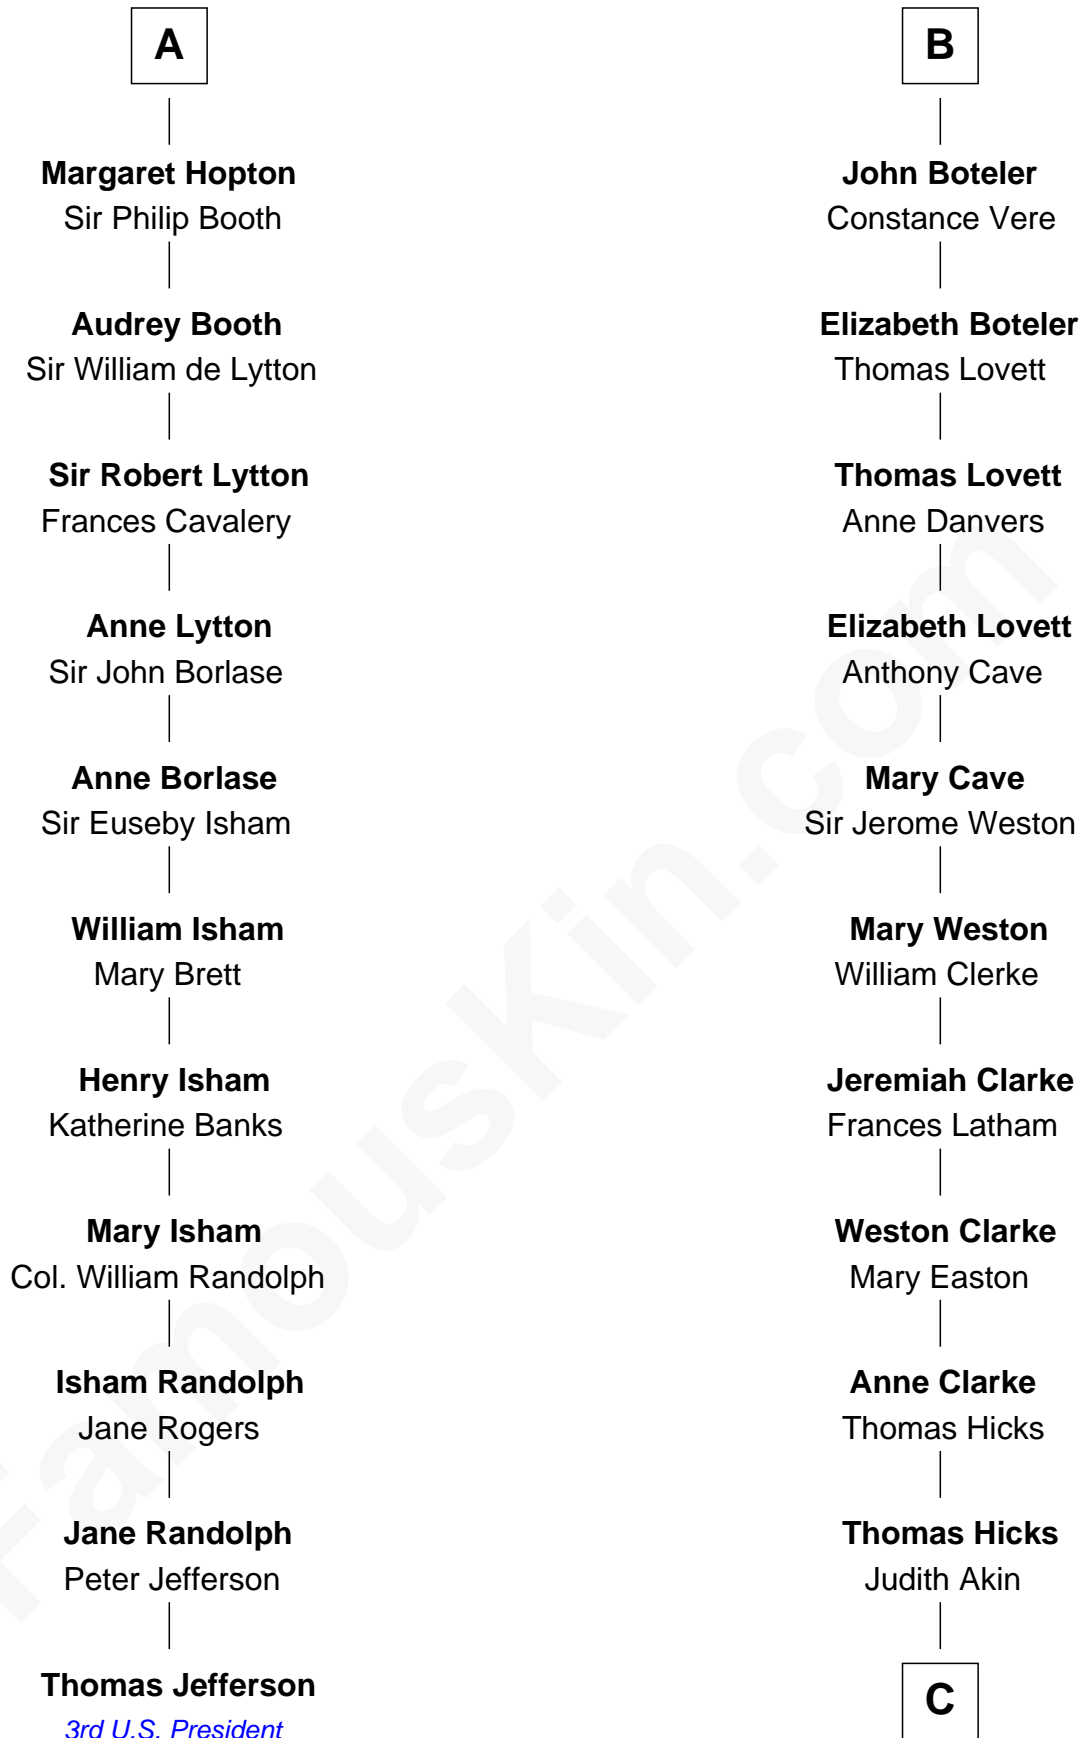 A
Margaret Hopton
Sir Philip Booth
Audrey Booth
Sir William de Lytton
Sir Robert Lytton
Frances Cavalery
Anne Lytton
Sir John Borlase
Anne Borlase
Sir Euseby Isham
William Isham
Mary Brett
Henry Isham
Katherine Banks
Mary Isham
Col. William Randolph
Isham Randolph
Jane Rogers
Jane Randolph
Peter Jefferson
Thomas Jefferson
3rd U.S. President
B
John Boteler
Constance Vere
Elizabeth Boteler
Thomas Lovett
Thomas Lovett
Anne Danvers
Elizabeth Lovett
Anthony Cave
Mary Cave
Sir Jerome Weston
Mary Weston
William Clerke
Jeremiah Clarke
Frances Latham
Weston Clarke
Mary Easton
Anne Clarke
Thomas Hicks
Thomas Hicks
Judith Akin
C
FamousKin.com